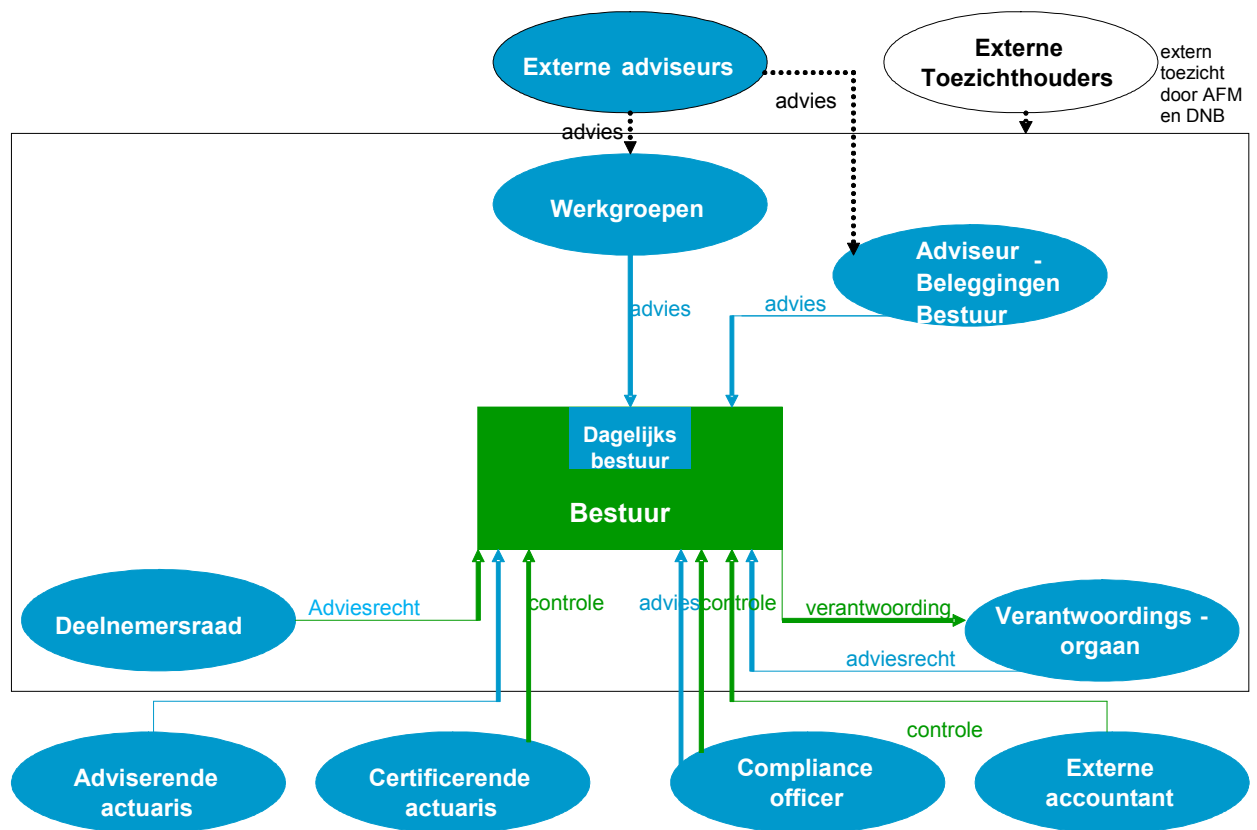 Externe adviseurs
Externe
Toezichthouders
extern
toezicht
door AFM
en DNB
advies
advies
Werkgroepen
Adviseur -
Beleggingen
Bestuur
advies
advies
Dagelijks
bestuur
Bestuur
Deelnemersraad
Adviesrecht
controle
advies
controle
verantwoording
Verantwoordings -
orgaan
adviesrecht
controle
Adviserende
actuaris
Certificerende
actuaris
Compliance
officer
Externe
accountant